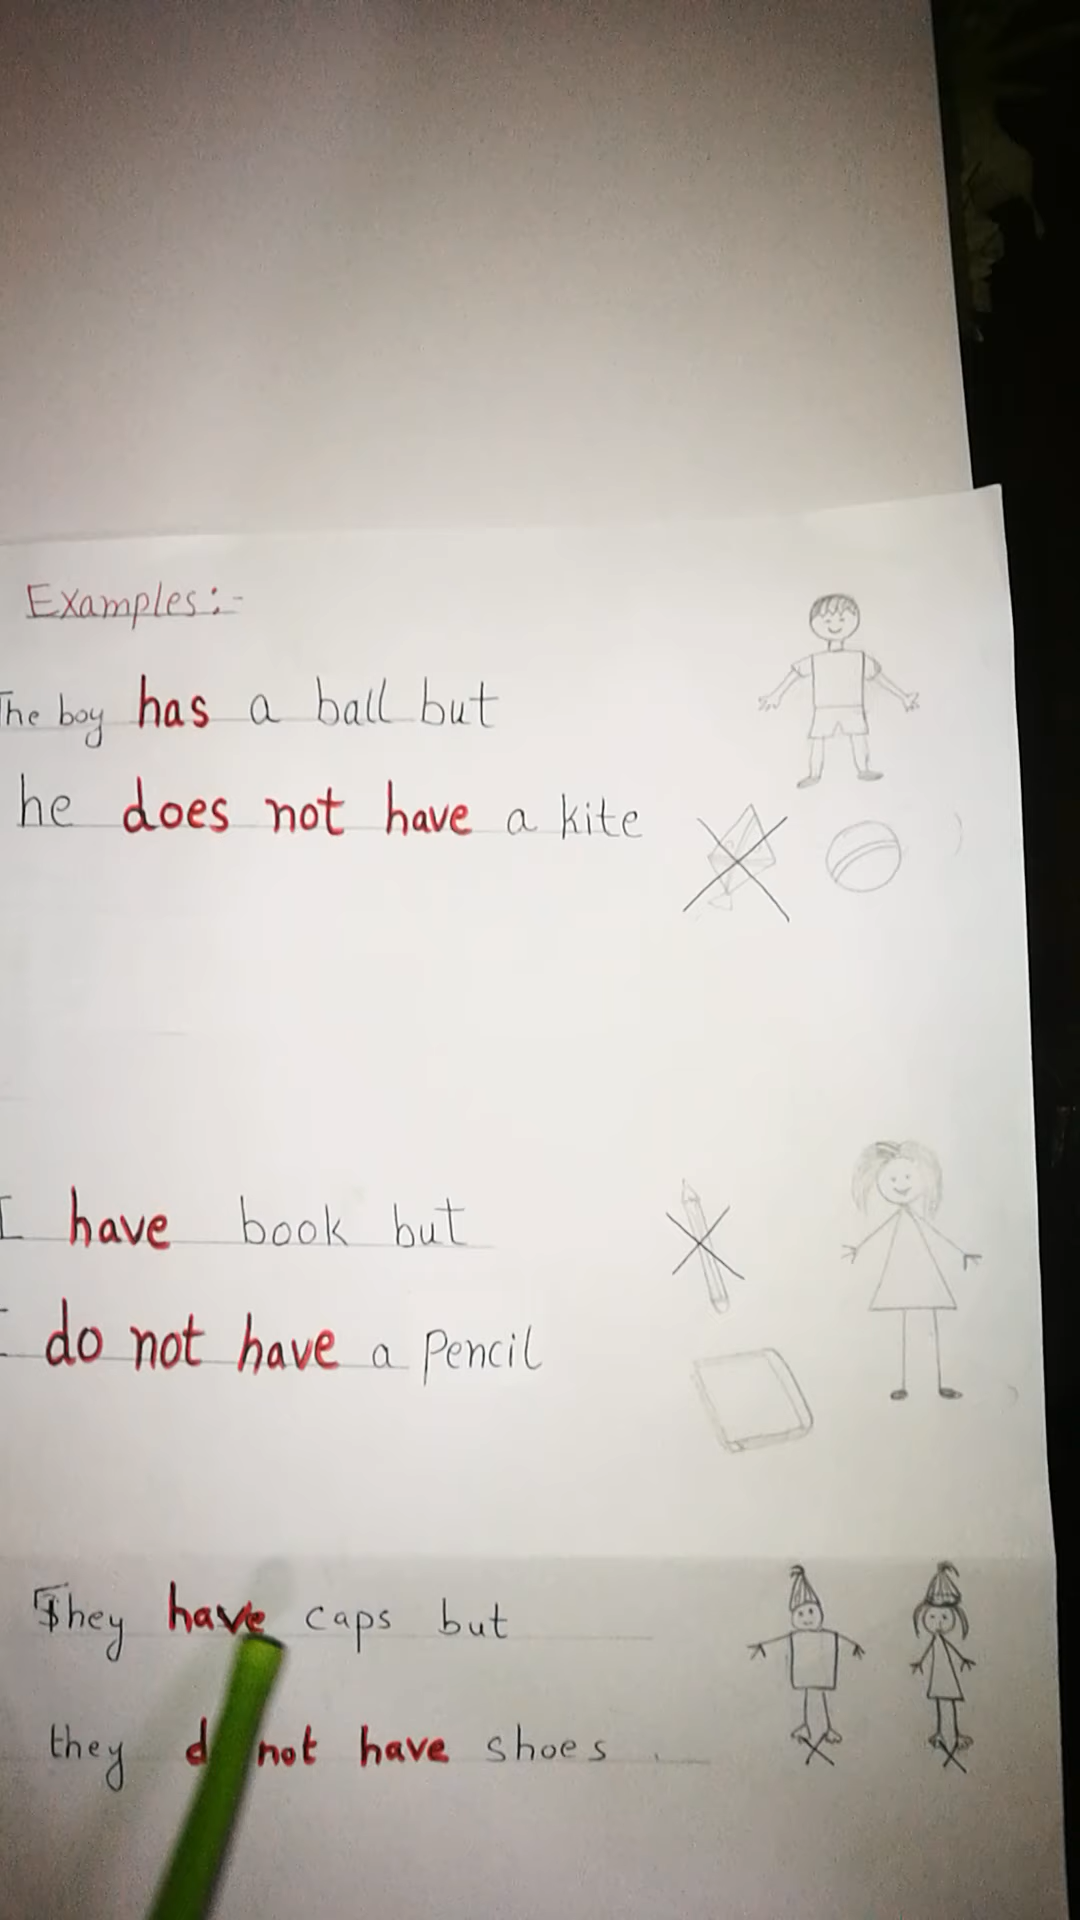 Examples:-
The boy has a ball but
he does not have a kite
I have book but
do not have a pencil
They have caps but
they not have shoes